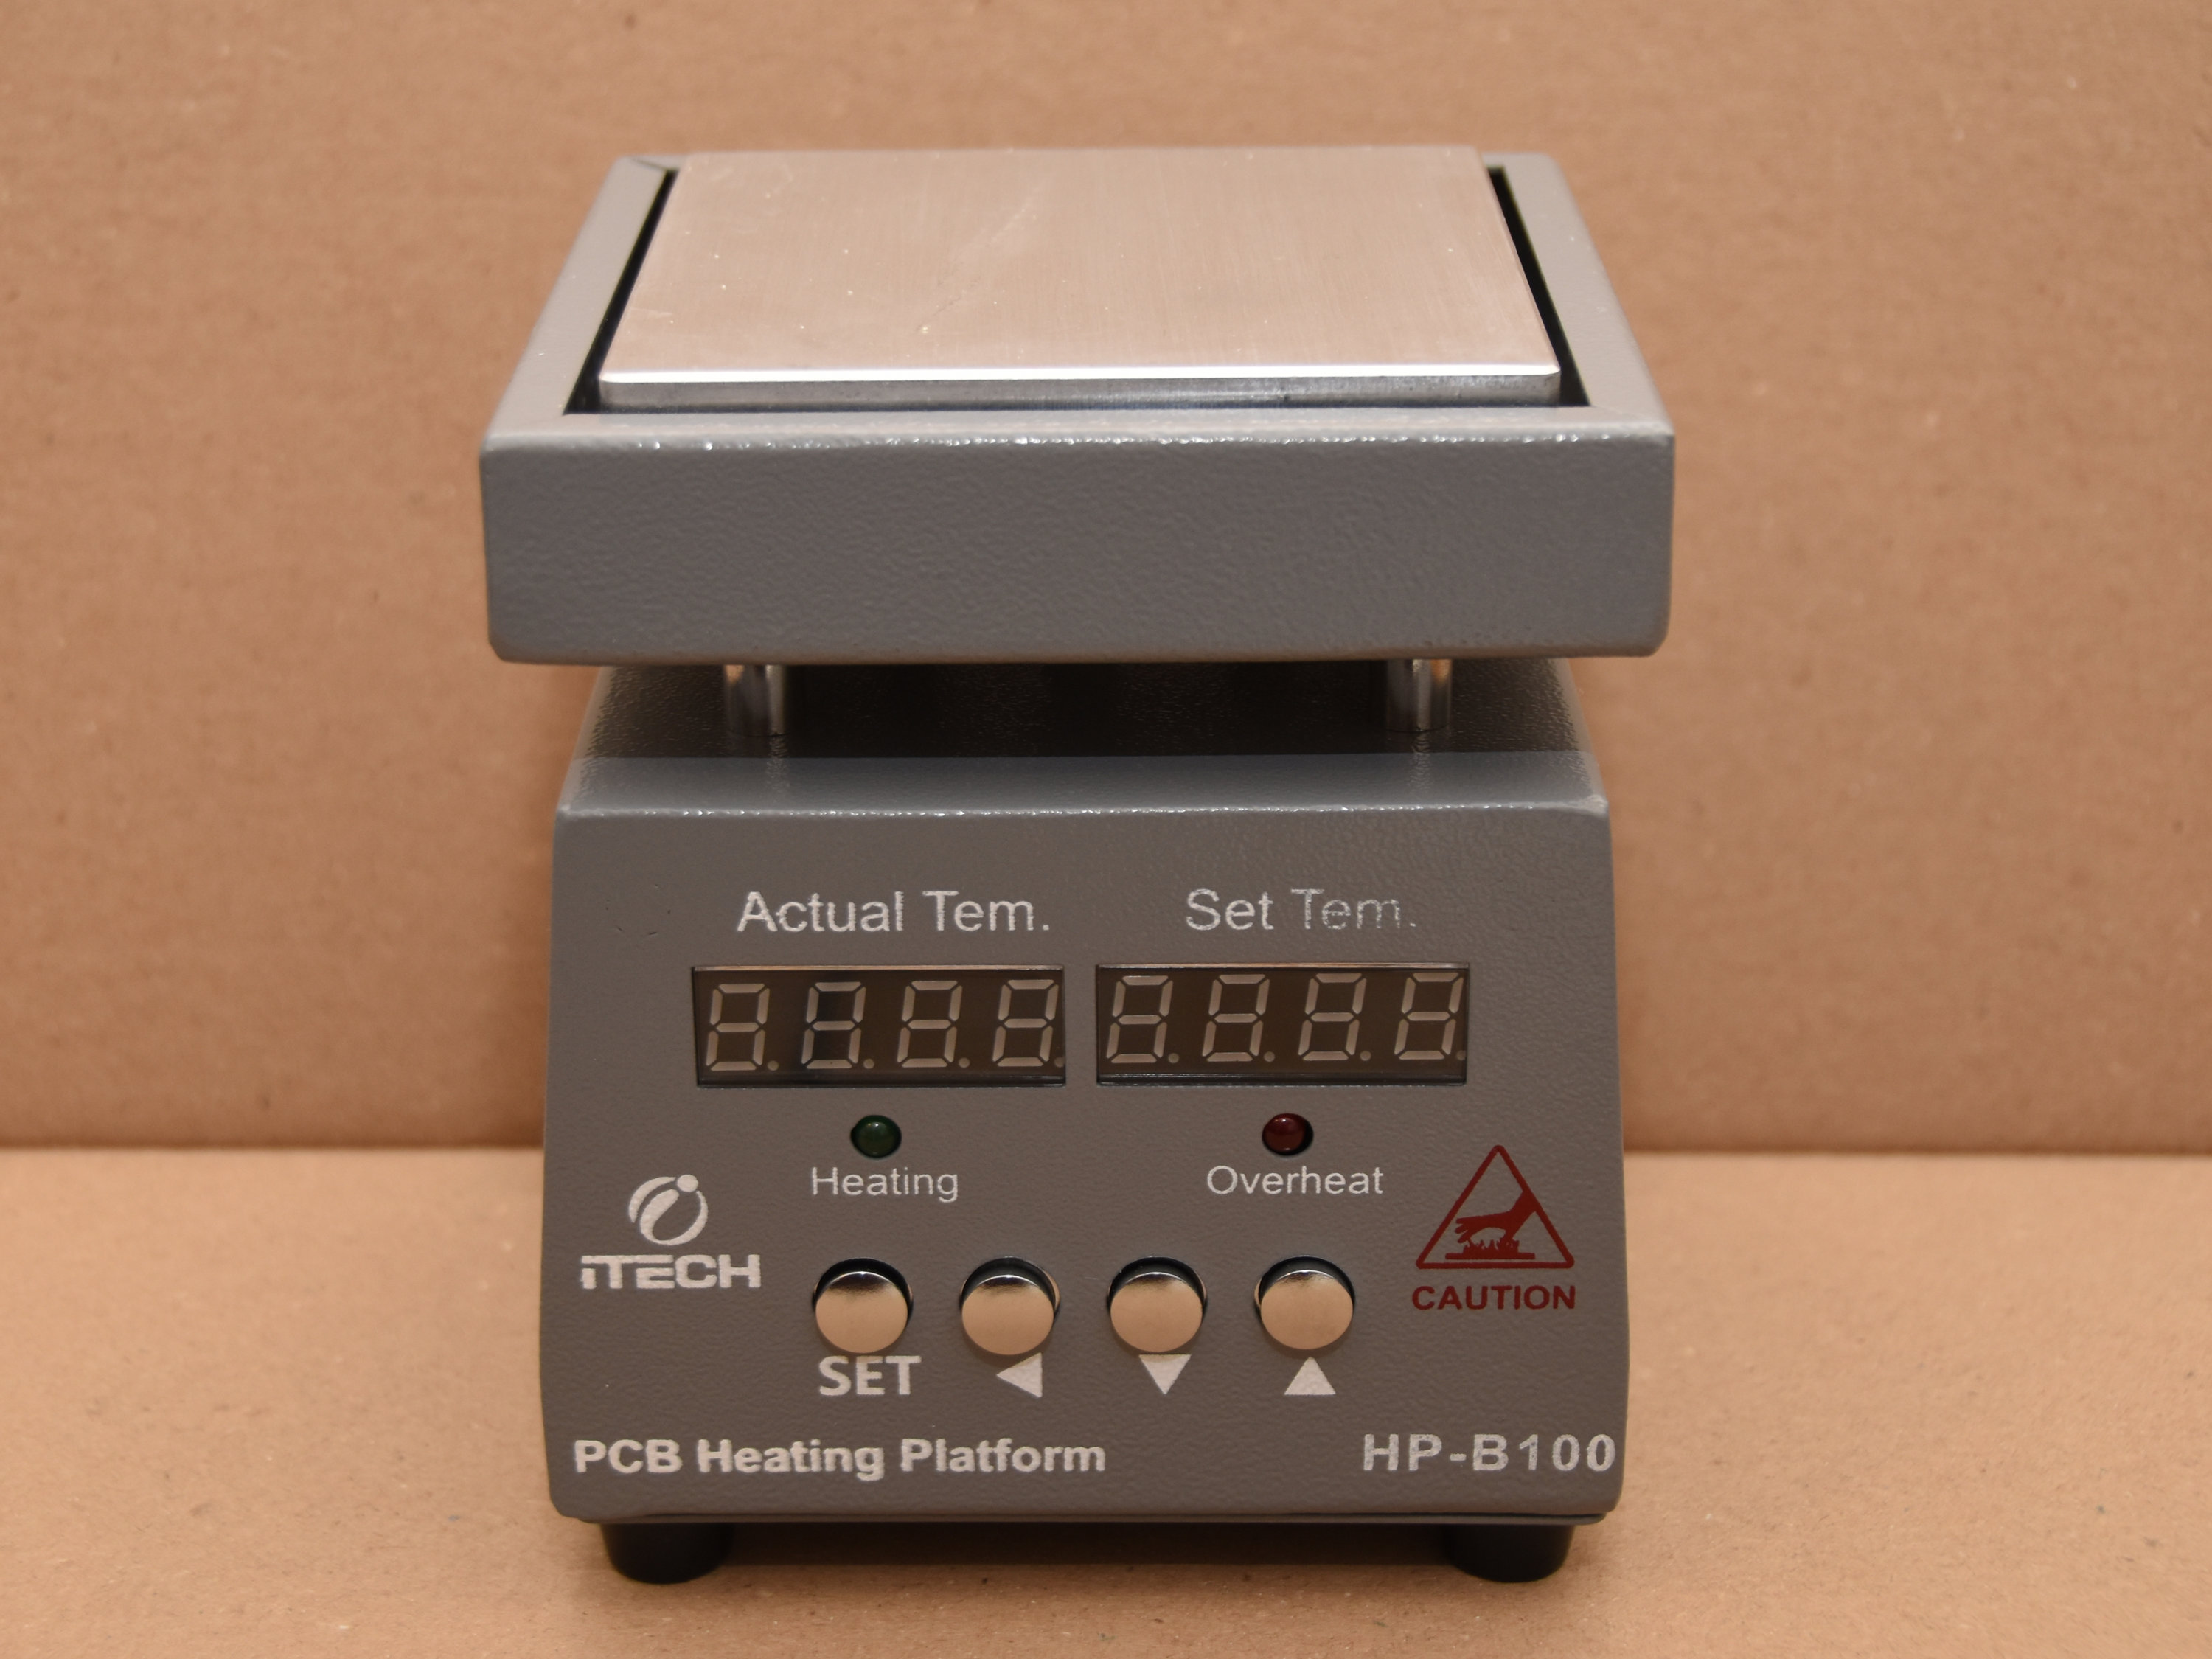 Actual Tem.
Set Tem.
Heating
Overheat
iTECH
CAUTION
SET
PCB Heating Platform
HP-B100